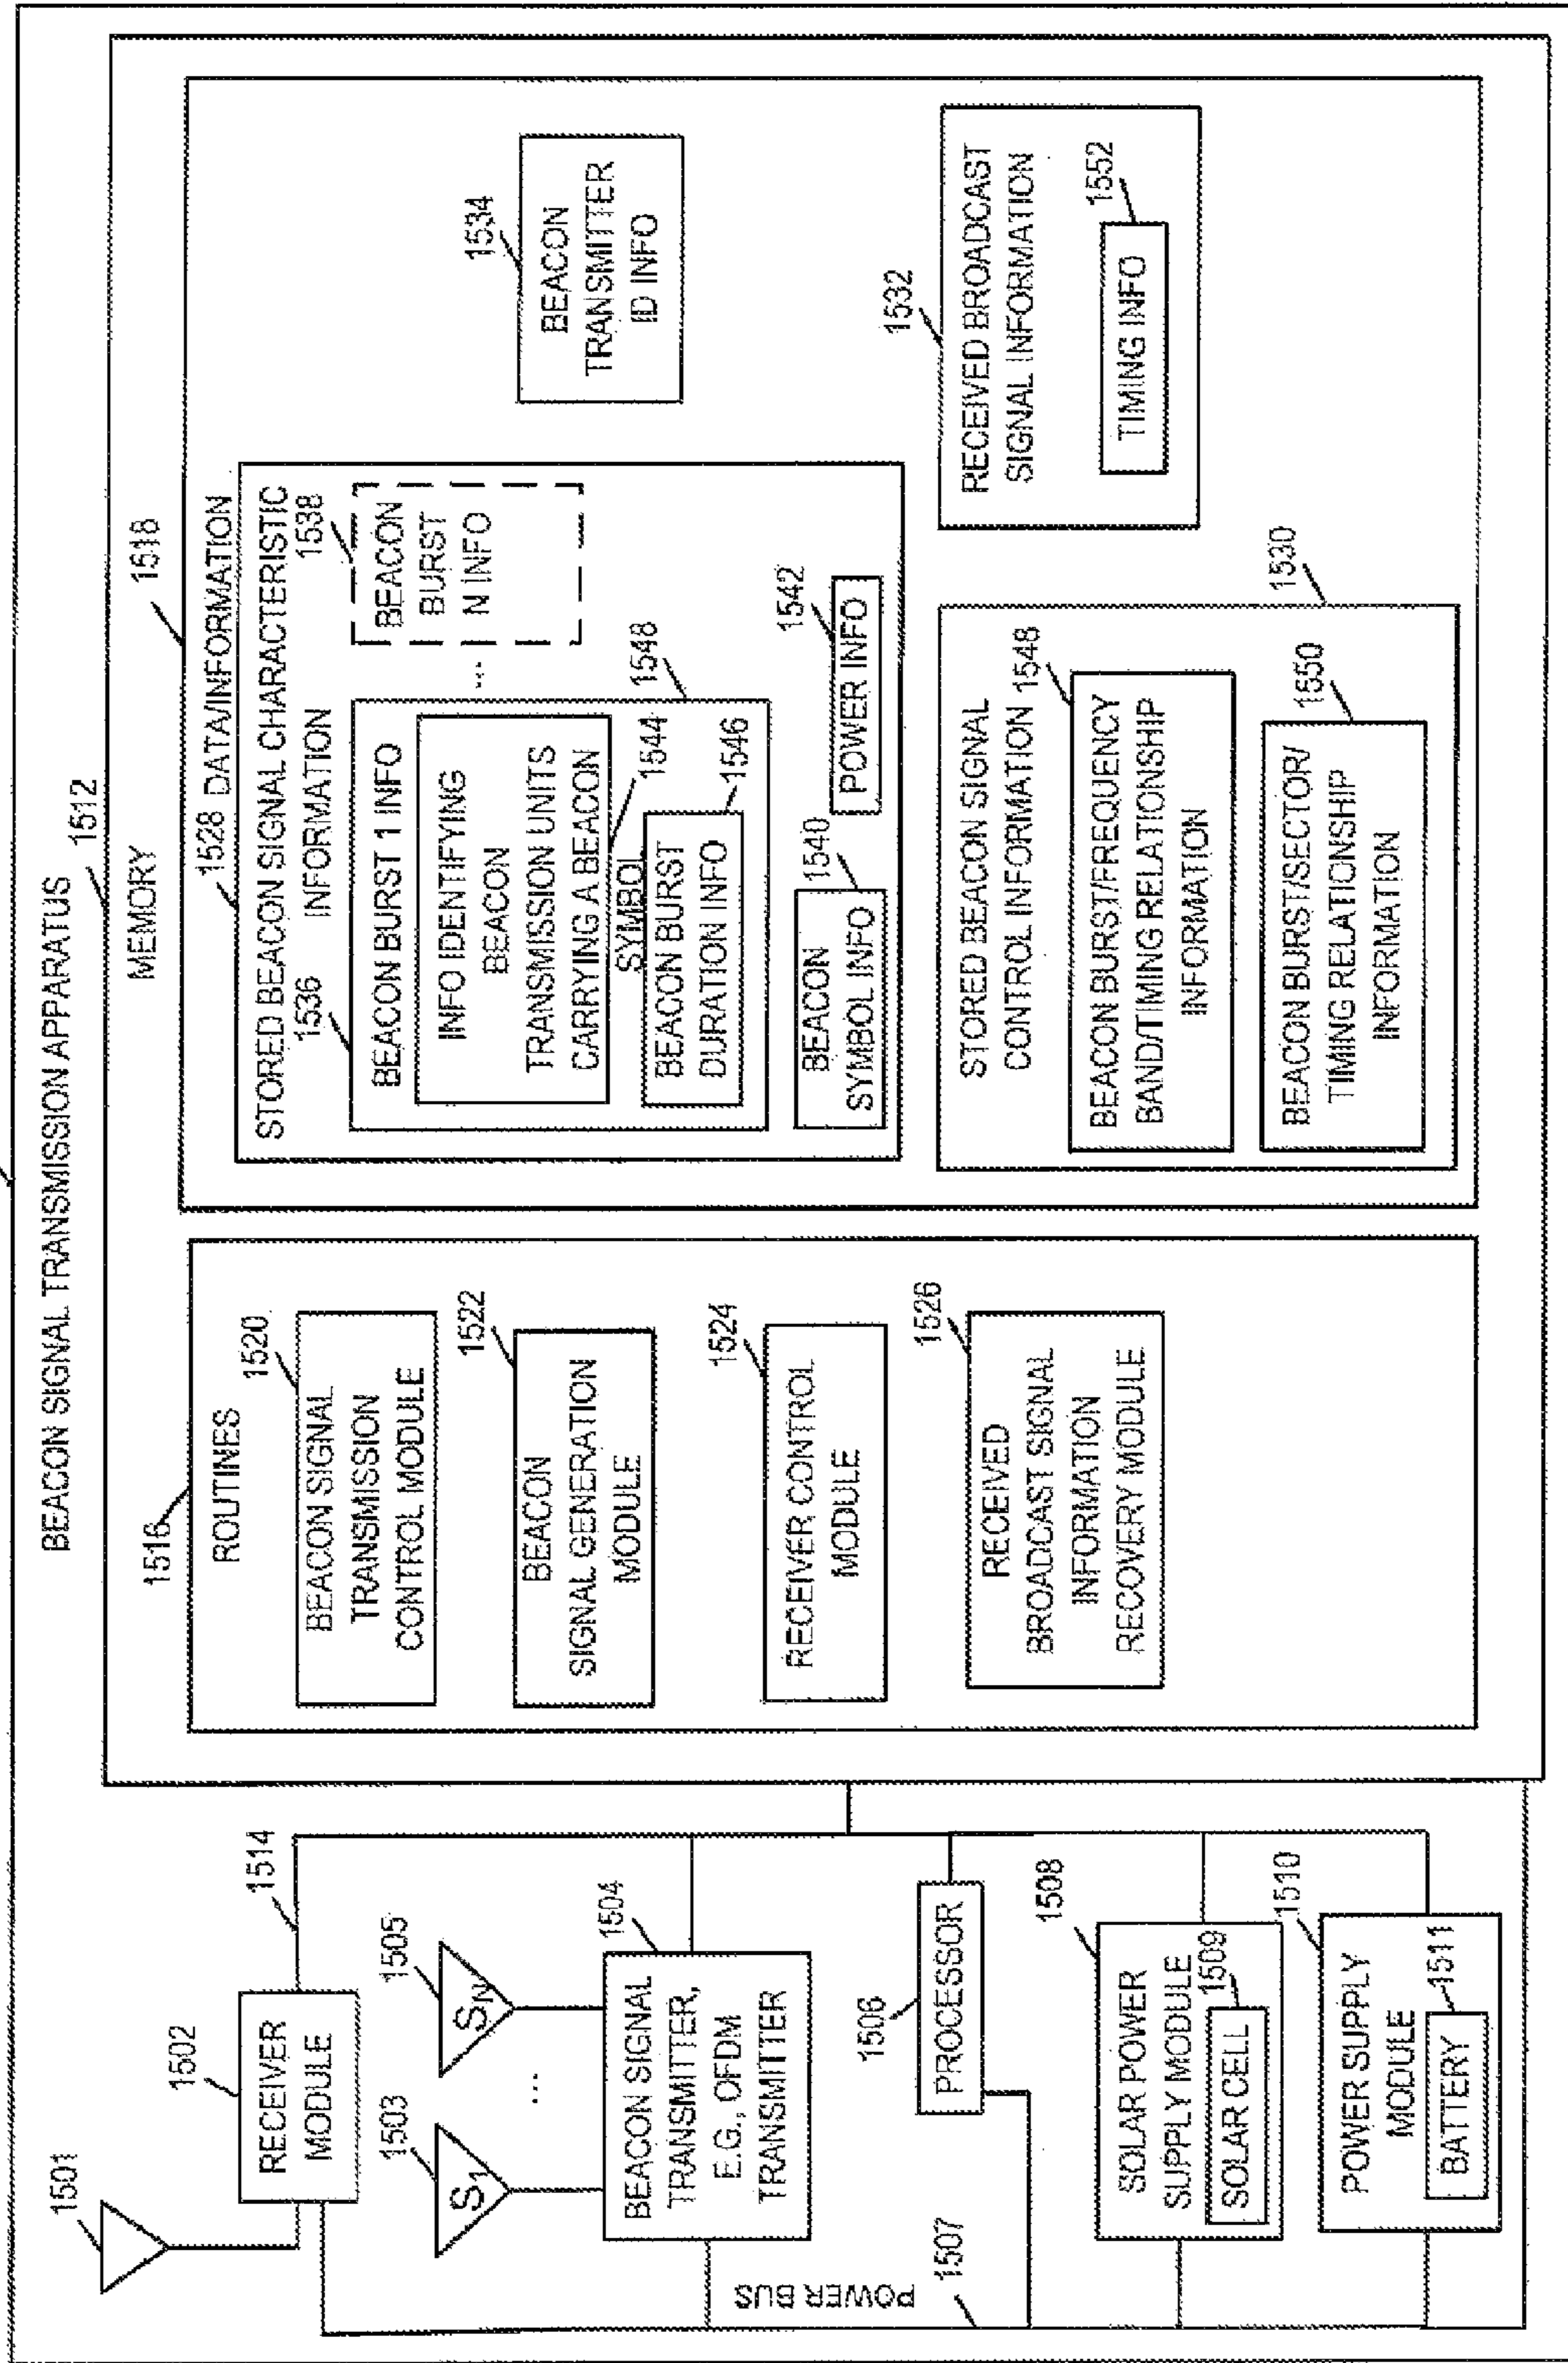 BEACON SIGNAL TRANSMISSION APPARATUS
1501
1502
RECEIVER
MODULE
1514
1503
S1
...
1505
SN
1504
BEACON SIGNAL
TRANSMITTER,
E.G., OFDM
TRANSMITTER
POWER BUS
1507
1506
PROCESSOR
1508
SOLAR POWER
SUPPLY MODULE
1509
SOLAR CELL
1510
POWER SUPPLY
MODULE
1511
BATTERY
1512
MEMORY
1516
ROUTINES
1520
BEACON SIGNAL
TRANSMISSION
CONTROL MODULE
1522
BEACON
SIGNAL GENERATION
MODULE
1524
RECEIVER CONTROL
MODULE
1526
RECEIVED
BROADCAST SIGNAL
INFORMATION
RECOVERY MODULE
1518
DATA/INFORMATION
1528
STORED BEACON SIGNAL CHARACTERISTIC
INFORMATION
1536
BEACON BURST 1 INFO
INFO IDENTIFYING
BEACON
TRANSMISSION UNITS
CARRYING A BEACON
SYMBOL
1544
BEACON BURST
DURATION INFO
1546
1548
...
1538
BEACON
BURST
N INFO
BEACON
SYMBOL INFO
1540
POWER INFO
1542
1534
BEACON
TRANSMITTER
ID INFO
STORED BEACON SIGNAL
CONTROL INFORMATION
1548
BEACON BURST/FREQUENCY
BAND/TIMING RELATIONSHIP
INFORMATION
1530
BEACON BURST/SECTOR/
TIMING RELATIONSHIP
INFORMATION
1550
1532
RECEIVED BROADCAST
SIGNAL INFORMATION
1552
TIMING INFO